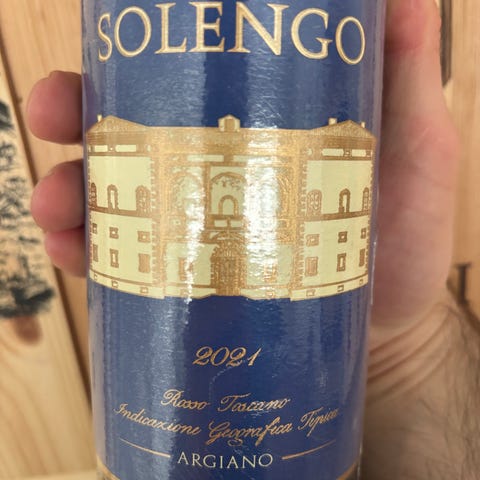 SOLENGO
2021
Rosso Toscano
Indicazione Geografica Tipica
ARGIANO